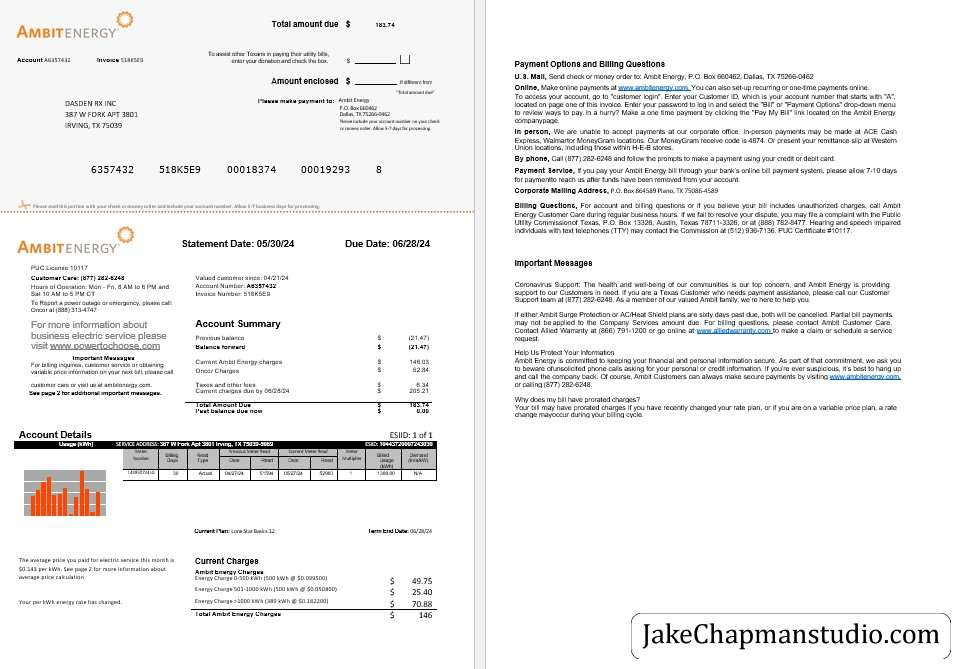 AMBITENERGY
Total amount due $ 183.74
To assist other Texans in paying their utility bills,
enter your donation and check the box. $
Account A6357432 Invoice 518K5E9
Amount enclosed $ if different from
"Total amount due"
Please make payment to: Ambit Energy
P.O. Box 660462
Dallas, TX 75266-0462
Please include your account number on your check
or money order. Allow 5-7 days for processing.
DASDEN RX INC
387 W FORK APT 3801
IRVING, TX 75039
6357432 518K5E9 00018374 00019293 8
Please enroll this portion with your check or money order and include your account number. Allow 5-7 business days for processing.
AMBITENERGY
Statement Date: 05/30/24 Due Date: 06/28/24
PUC License 10117
Customer Care: (877) 282-6248
Hours of Operation: Mon - Fri, 8 AM to 6 PM and
Sat 10 AM to 5 PM CT
To Report a power outage or emergency, please call:
Oncor at (888) 313-4747
For more information about
business electric service please
visit www.powertochoose.com
Important Messages
For billing inquiries, customer service or obtaining
variable price information on your next bill, please call
customer care or visit us at ambitenergy.com.
See page 2 for additional important messages.
Valued customer since: 04/21/24
Account Number: A6357432
Invoice Number: 518K5E9
Account Summary
Previous balance $ (21.47)
Balance forward $ (21.47)
Current Ambit Energy charges $ 146.03
Oncor Charges $ 52.84
Taxes and other fees $ 6.34
Current charges due by 06/28/24 $ 205.21
Total Amount Due $ 183.74
Past balance due now $ 0.00
Account Details ESIID: 1 of 1
Usage (kWh) SERVICE ADDRESS: 387 W Fork Apt 3801 Irving, TX 75039-5969 ESIID: 10443720007243039
Meter Number Billing Days Read Type Previous Meter Read Current Meter Read Meter Multiplier Billed Usage (kWh) Demand (kW/kVA)
Date Read Date Read
30 Actual 04/27/24 51594 05/27/24 52980 1 N/A
Current Plan: Lone Star Basics 12 Term End Date: 06/28/24
The average price you paid for electric service this month is
$0.143 per kWh. See page 2 for more information about
average price calculation
Your per kWh energy rate has changed.
Current Charges
Ambit Energy Charges
Energy Charge 0-500 kWh (500 kWh @ $0.099500) $ 49.75
Energy Charge 501-1000 kWh (500 kWh @ $0.050800) $ 25.40
Energy Charge >1000 kWh (389 kWh @ $0.182200) $ 70.88
Total Ambit Energy Charges $ 146
Payment Options and Billing Questions
U.S. Mail, Send check or money order to: Ambit Energy, P.O. Box 660462, Dallas, TX 75266-0462
Online, Make online payments at www.ambitenergy.com. You can also set-up recurring or one-time payments online.
To access your account, go to "customer login". Enter your Customer ID, which is your account number that starts with "A",
located on page one of this invoice. Enter your password to log in and select the "Bill" or "Payment Options" drop-down menu
to review ways to pay. In a hurry? Make a one time payment by clicking the "Pay My Bill" link located on the Ambit Energy
companypage.
In person, We are unable to accept payments at our corporate office. In-person payments may be made at ACE Cash
Express, Walmartor MoneyGram locations. Our MoneyGram receive code is 4874. Or present your remittance slip at Western
Union locations, including those within H-E-B stores.
By phone, Call (877) 282-6248 and follow the prompts to make a payment using your credit or debit card.
Payment Service, If you pay your Ambit Energy bill through your bank's online bill payment system, please allow 7-10 days
for paymentto reach us after funds have been removed from your account.
Corporate Mailing Address, P.O. Box 864589 Plano, TX 75086-4589
Billing Questions, For account and billing questions or if you believe your bill includes unauthorized charges, call Ambit
Energy Customer Care during regular business hours. If we fail to resolve your dispute, you may file a complaint with the Public
Utility Commissionof Texas, P.O. Box 13326, Austin, Texas 78711-3326, or at (888) 782-8477. Hearing and speech impaired
individuals with text telephones (TTY) may contact the Commission at (512) 936-7136. PUC Certificate #10117.
Important Messages
Coronavirus Support: The health and well-being of our communities is our top concern, and Ambit Energy is providing
support to our Customers in need. If you are a Texas Customer who needs payment assistance, please call our Customer
Support team at (877) 282-6248. As a member of our valued Ambit family, we're here to help you.
If either Ambit Surge Protection or AC/Heat Shield plans are sixty days past due, both will be cancelled. Partial bill payments
may not be applied to the Company Services amount due. For billing questions, please contact Ambit Customer Care.
Contact Allied Warranty at (866) 791-1200 or go online at www.alliedwarranty.com to make a claim or schedule a service
request.
Help Us Protect Your Information
Ambit Energy is committed to keeping your financial and personal information secure. As part of that commitment, we ask you
to beware ofunsolicited phone calls asking for your personal or credit information. If you're ever suspicious, it's best to hang up
and call the company back. Of course, Ambit Customers can always make secure payments by visiting www.ambitenergy.com,
or calling (877) 282-6248.
Why does my bill have prorated charges?
Your bill may have prorated charges if you have recently changed your rate plan, or if you are on a variable price plan, a rate
change mayoccur during your billing cycle.
JakeChapmanstudio.com